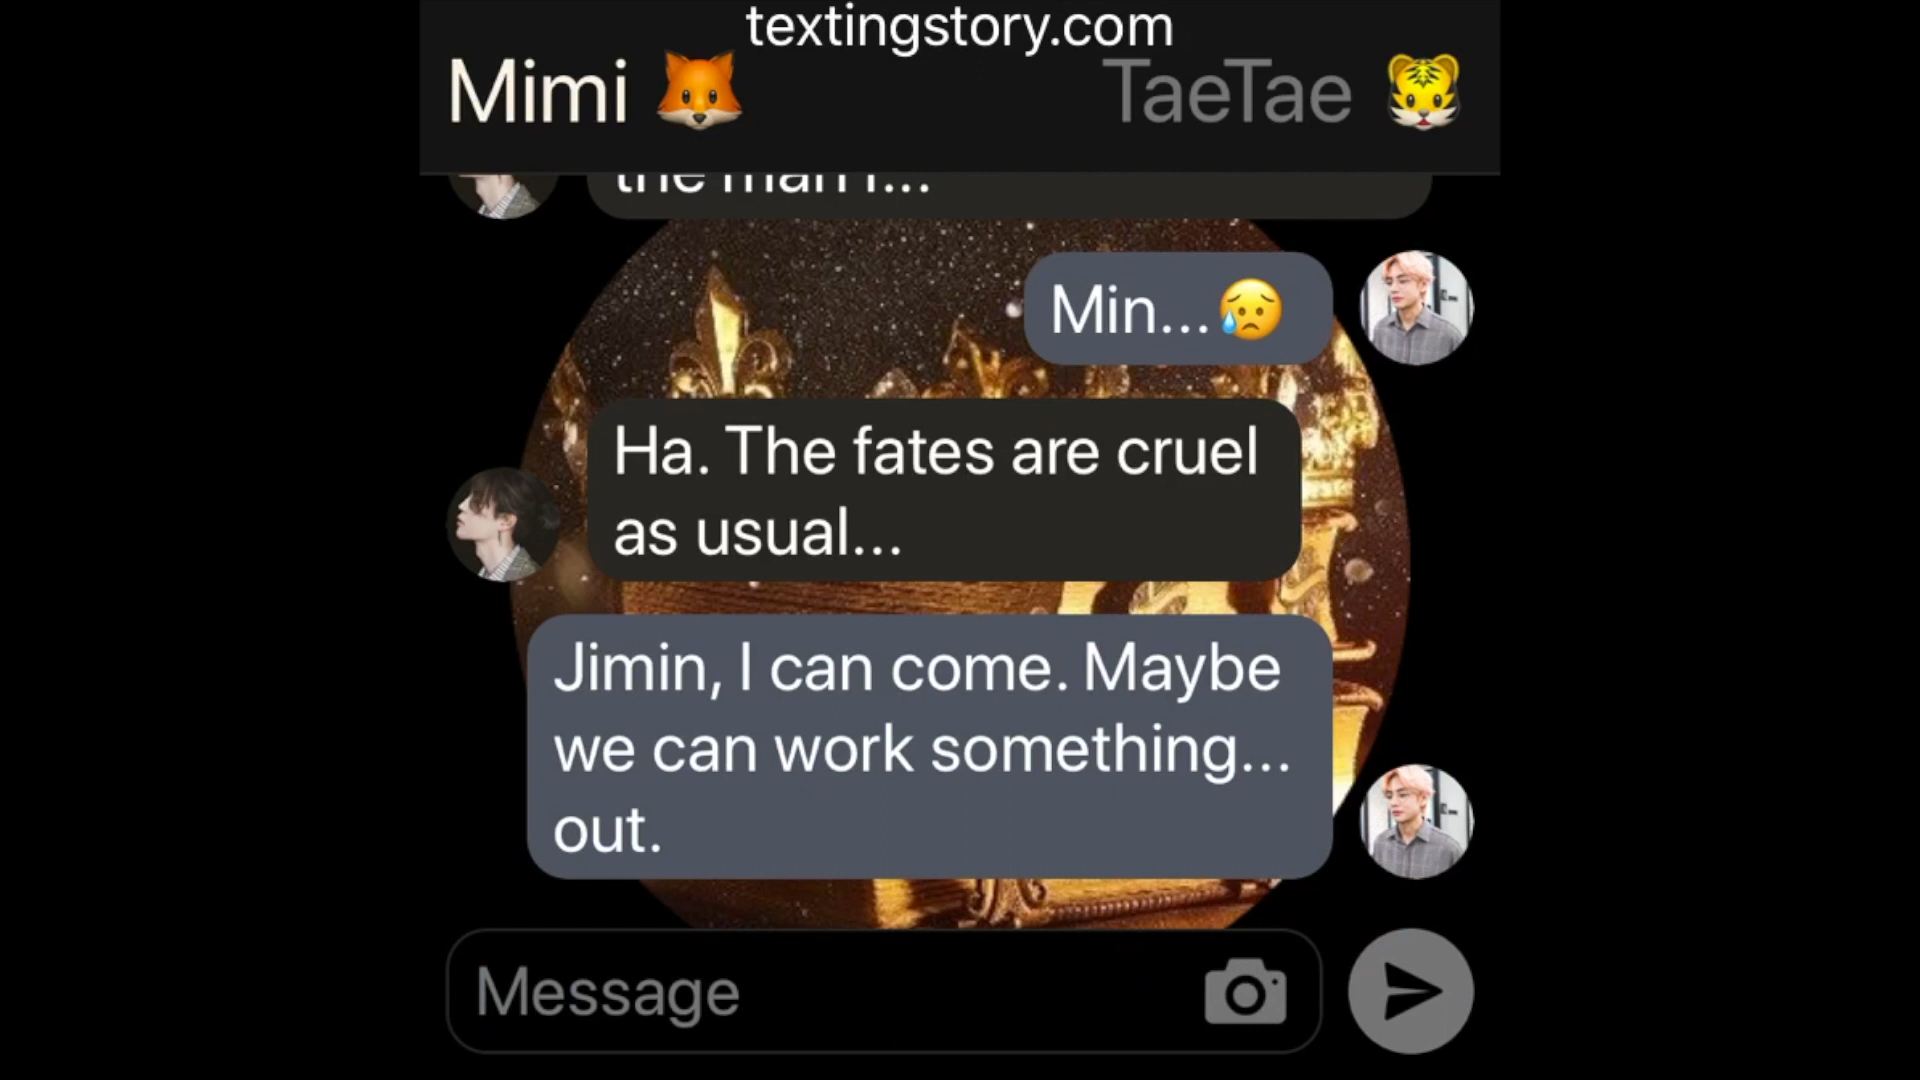 textingstory.com
Mimi 🦊
TaeTae 🐯
Min...😥
Ha. The fates are cruel
as usual...
Jimin, I can come. Maybe
we can work something...
out.
Message